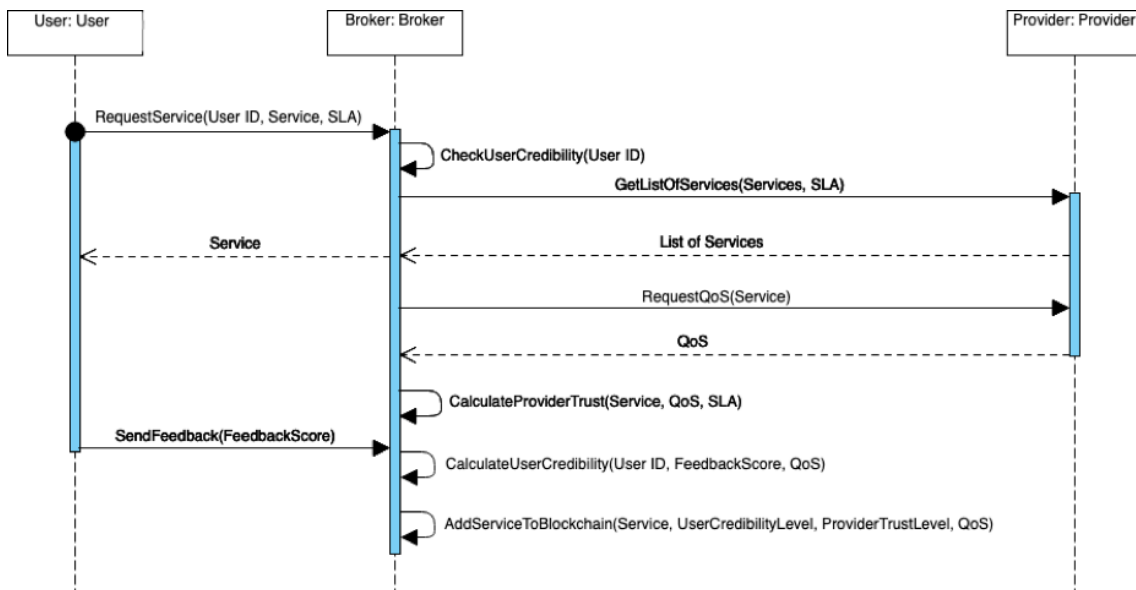 User: User
Broker: Broker
Provider: Provider
RequestService(User ID, Service, SLA)
CheckUserCredibility(User ID)
GetListOfServices(Services, SLA)
Service
List of Services
RequestQoS(Service)
QoS
CalculateProviderTrust(Service, QoS, SLA)
SendFeedback(FeedbackScore)
CalculateUserCredibility(User ID, FeedbackScore, QoS)
AddServiceToBlockchain(Service, UserCredibilityLevel, ProviderTrustLevel, QoS)